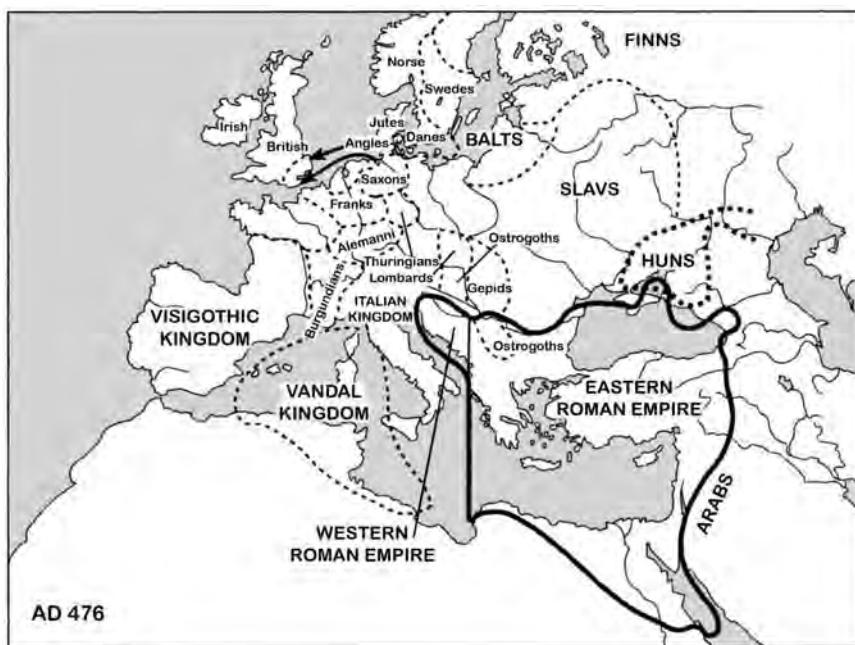 FINNS
Norse
Swedes
Irish
British
Jutes
Angles
Danes
BALTS
Saxons
SLAVS
Franks
Alemanni
Ostrogoths
Thuringians
Lombards
HUNS
Gepids
Burgundians
ITALIAN
KINGDOM
VISIGOTHIC
KINGDOM
Ostrogoths
VANDAL
KINGDOM
EASTERN
ROMAN EMPIRE
ARABS
WESTERN
ROMAN EMPIRE
AD 476